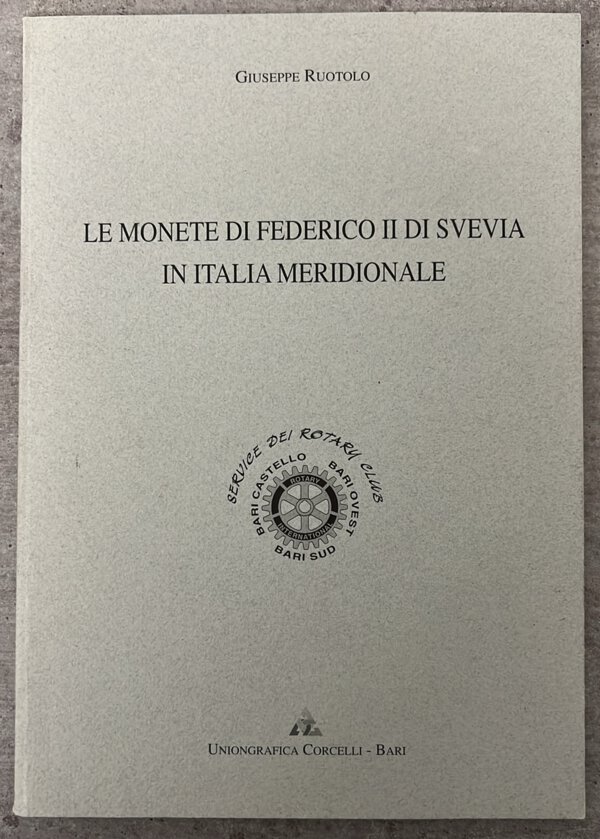 GIUSEPPE RUOTOLO
LE MONETE DI FEDERICO II DI SVEVIA
IN ITALIA MERIDIONALE
SERVICE DEI ROTARY CLUB
BARI CASTELLO
BARI OVEST
BARI SUD
ROTARY
INTERNATIONAL
UNIONGRAFICA CORCELLI - BARI